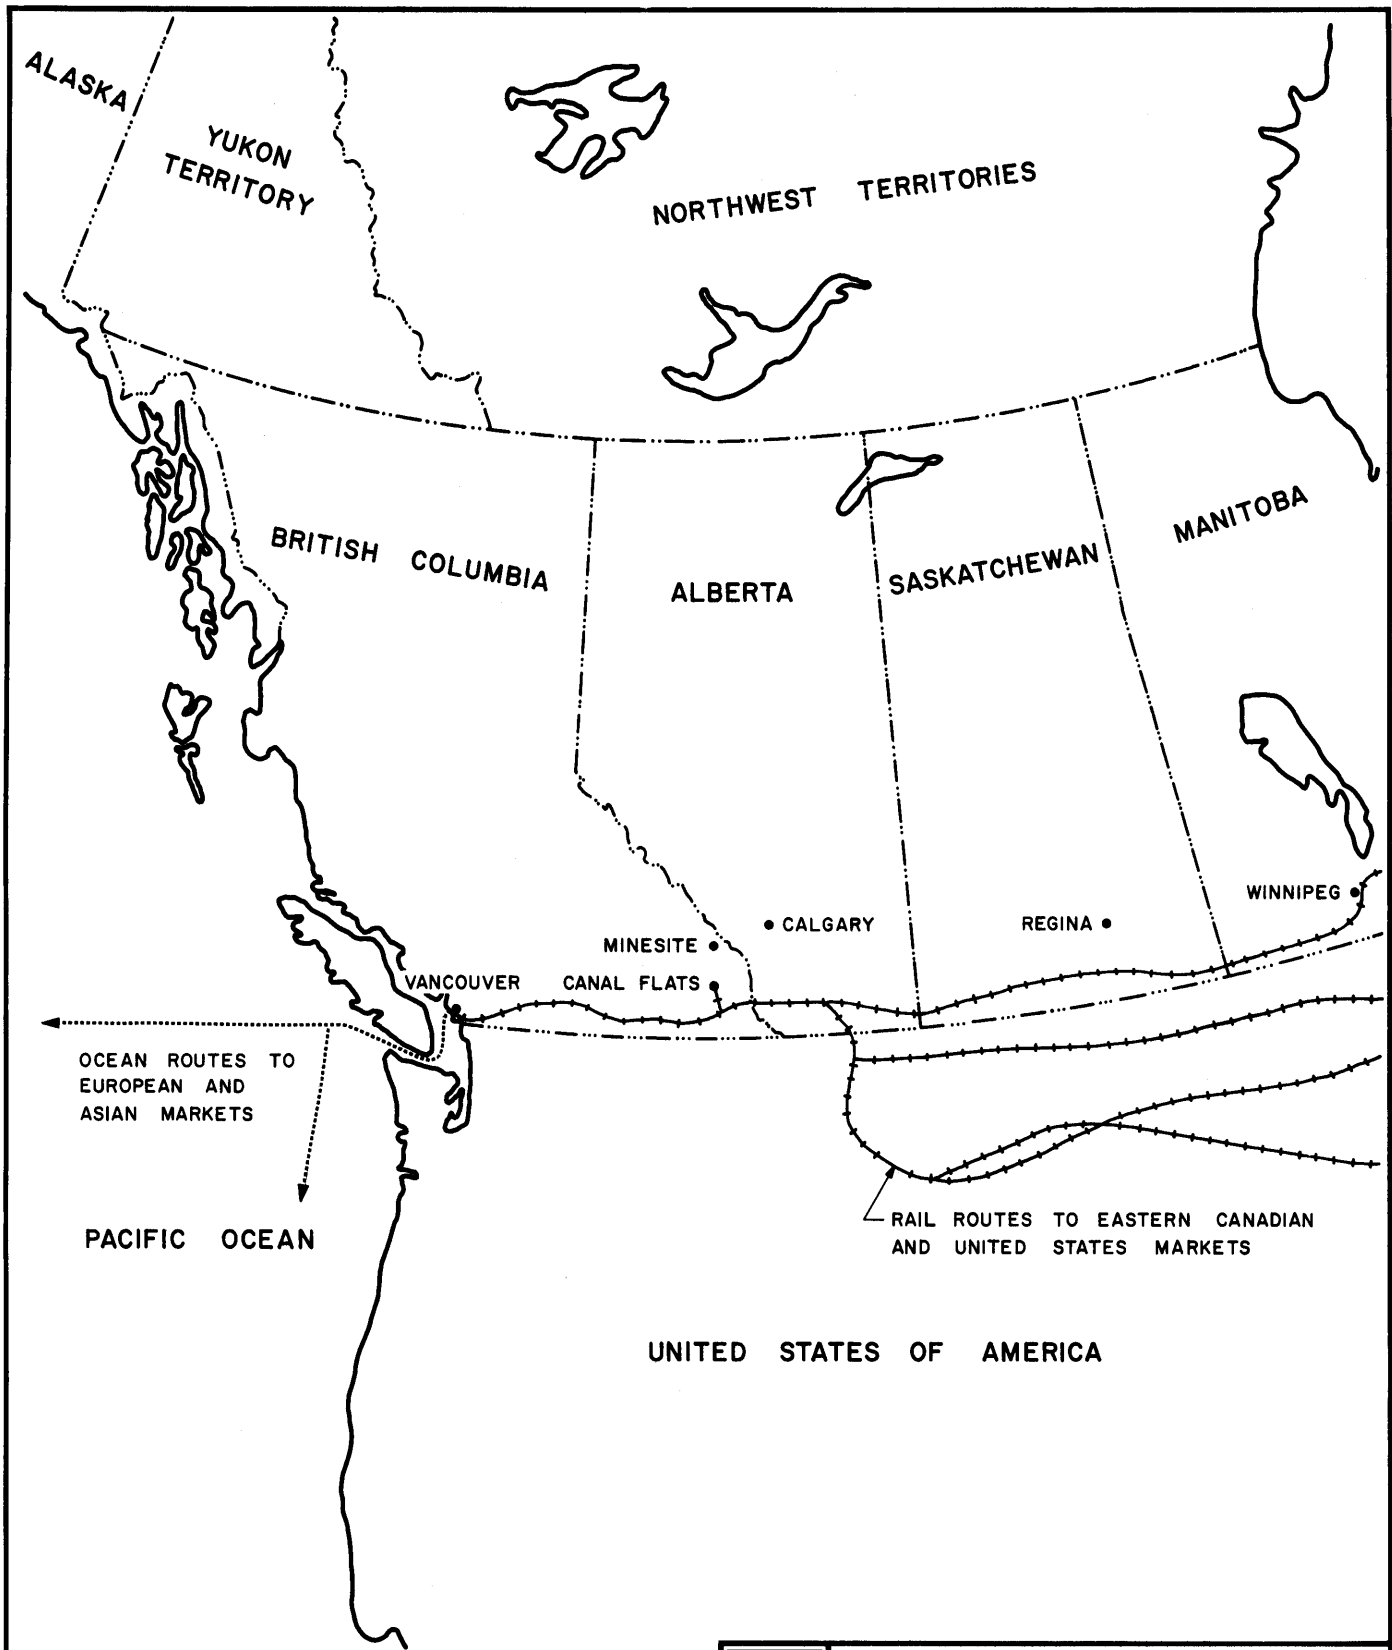 ALASKA
YUKON
TERRITORY
NORTHWEST TERRITORIES
BRITISH COLUMBIA
ALBERTA
SASKATCHEWAN
MANITOBA
WINNIPEG
CALGARY
REGINA
MINESITE
CANAL FLATS
VANCOUVER
OCEAN ROUTES TO
EUROPEAN AND
ASIAN MARKETS
RAIL ROUTES TO EASTERN CANADIAN
AND UNITED STATES MARKETS
PACIFIC OCEAN
UNITED STATES OF AMERICA